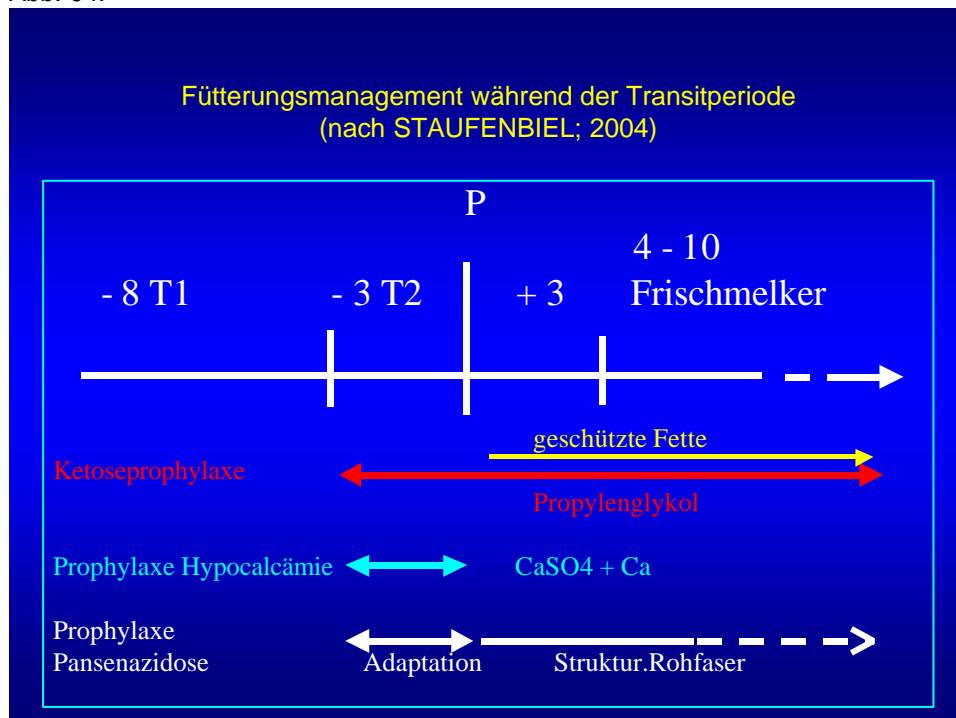 Fütterungsmanagement während der Transitperiode
(nach STAUFENBIEL; 2004)
P
4 - 10
- 8 T1 - 3 T2 + 3 Frischmelker
geschützte Fette
Ketoseprophylaxe
Propylenglykol
Prophylaxe Hypocalcämie CaSO4 + Ca
Prophylaxe
Pansenazidose Adaptation Struktur.Rohfaser